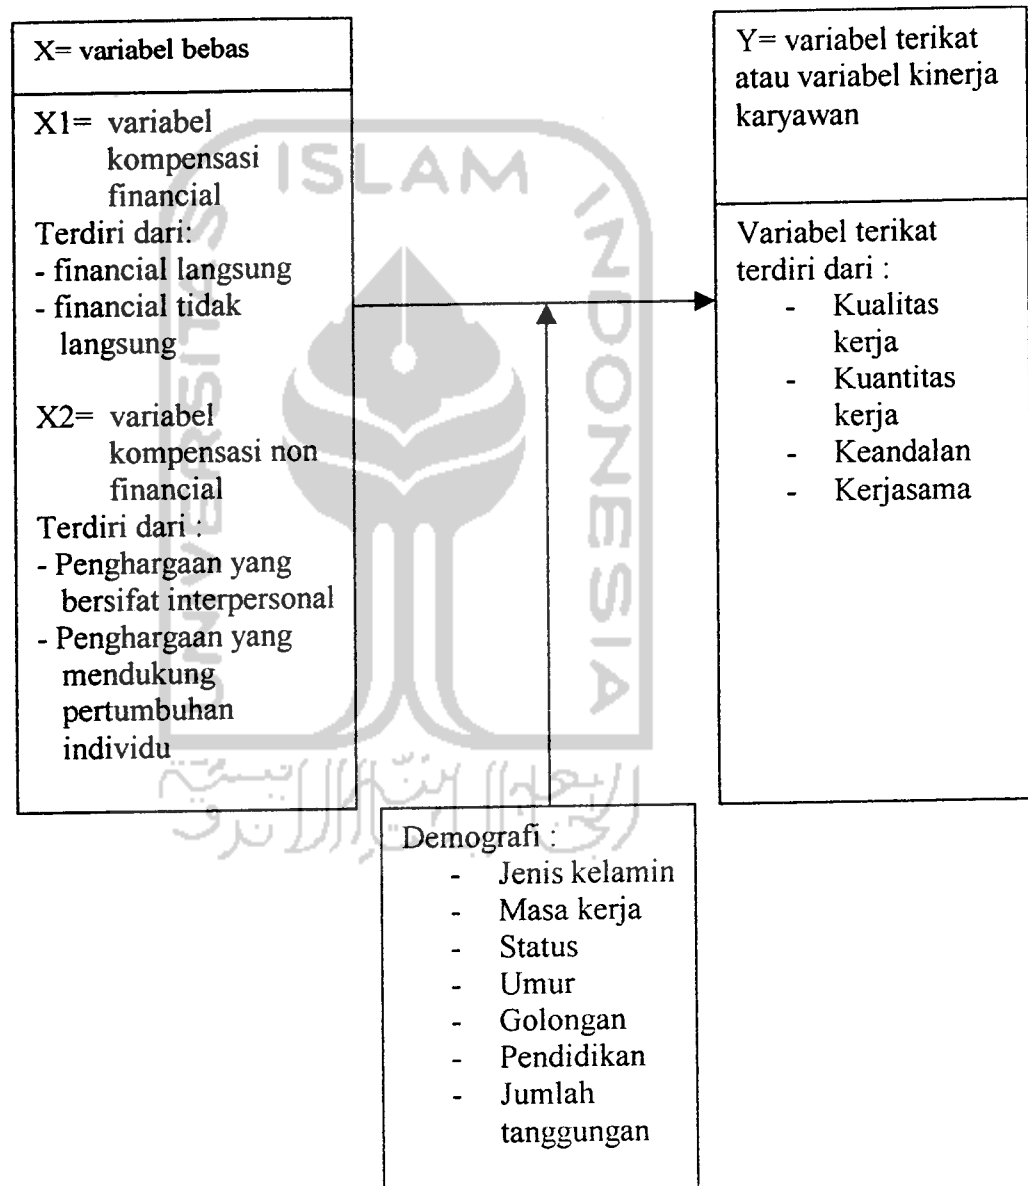 X= variabel bebas
X1= variabel
kompensasi
financial
Terdiri dari:
- financial langsung
- financial tidak
langsung
X2= variabel
kompensasi non
financial
Terdiri dari :
- Penghargaan yang
bersifat interpersonal
- Penghargaan yang
mendukung
pertumbuhan
individu
Y= variabel terikat
atau variabel kinerja
karyawan
Variabel terikat
terdiri dari :
- Kualitas
kerja
- Kuantitas
kerja
- Keandalan
- Kerjasama
Demografi :
- Jenis kelamin
- Masa kerja
- Status
- Umur
- Golongan
- Pendidikan
- Jumlah
tanggungan
UNIVERSITAS
ISLAM
INDONESIA